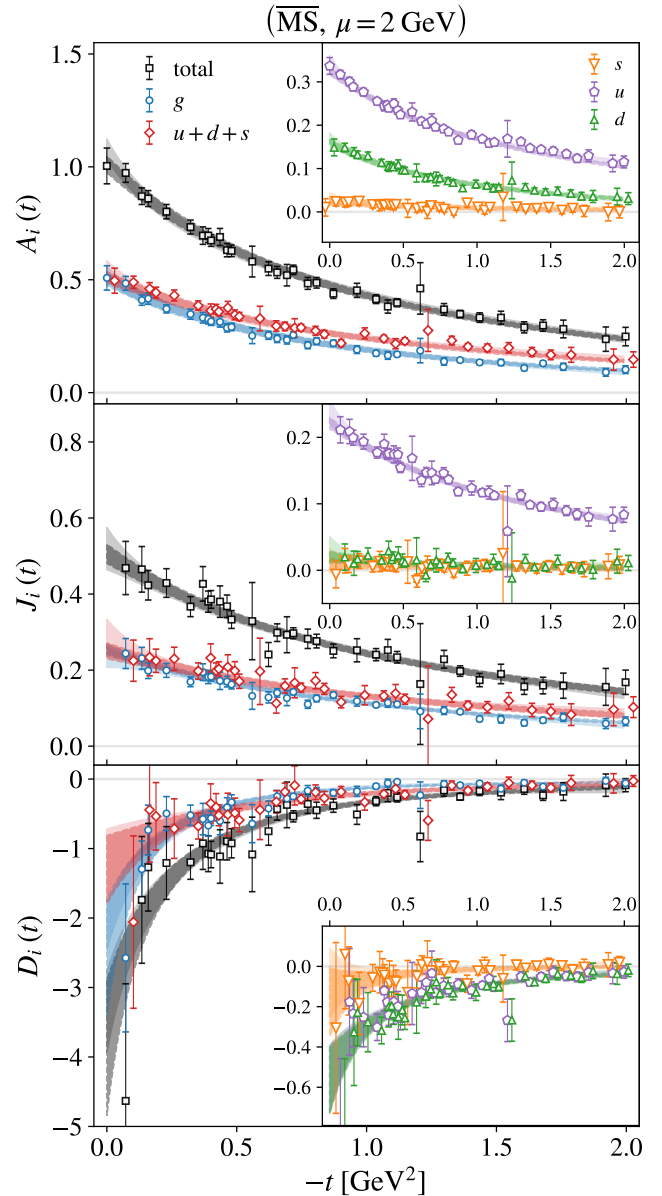 (MS, μ = 2 GeV)
1.5
1.0
0.5
0.0
A_i (t)
total
g
u + d + s
0.3
0.2
0.1
0.0
s
u
d
0.0 0.5 1.0 1.5 2.0
0.8
0.6
0.4
0.2
0.0
J_i (t)
0.2
0.1
0.0
0.0 0.5 1.0 1.5 2.0
0
−1
−2
−3
−4
−5
D_i (t)
0.0 0.5 1.0 1.5 2.0
0.0
−0.2
−0.4
−0.6
0.0 0.5 1.0 1.5 2.0
−t [GeV²]